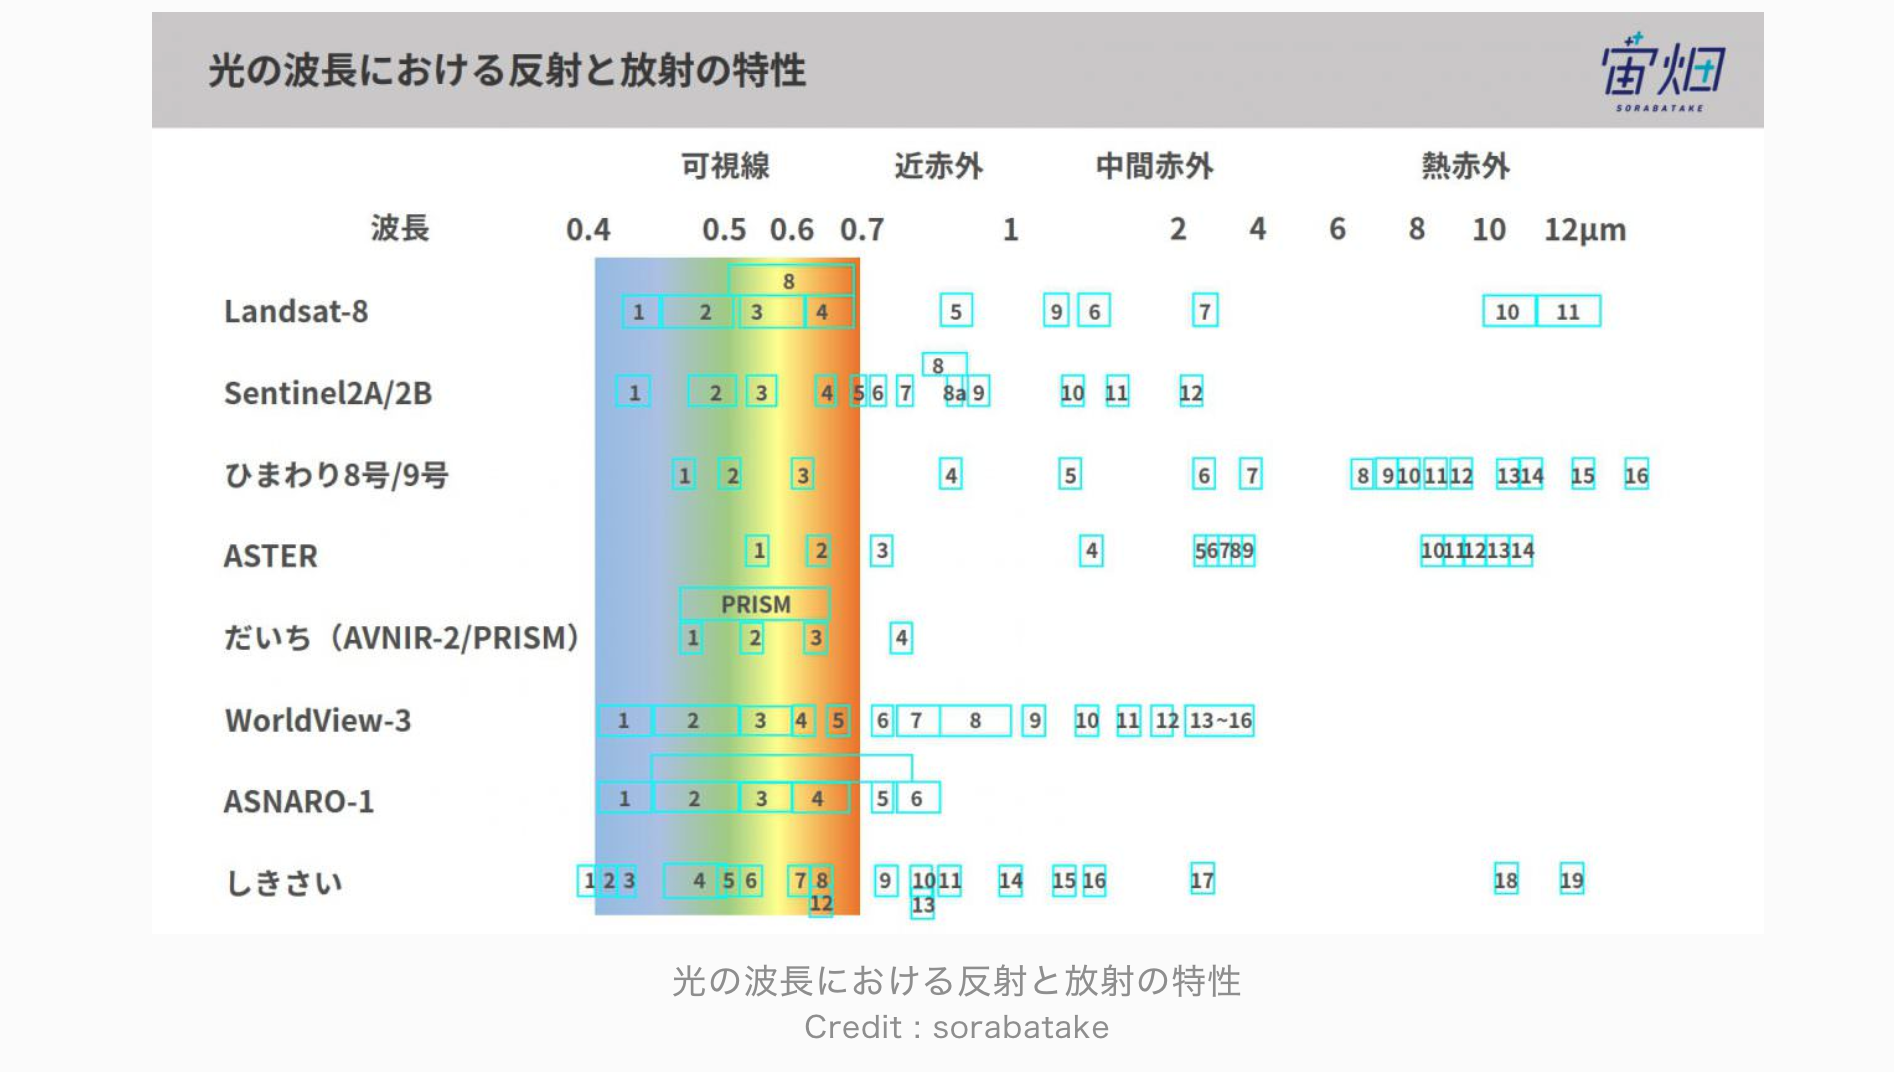 光の波長における反射と放射の特性
宙畑
SORABATAKE
可視線 近赤外 中間赤外 熱赤外
波長 0.4 0.5 0.6 0.7 1 2 4 6 8 10 12μm
8
Landsat-8 1 2 3 4 5 9 6 7 10 11
8
Sentinel2A/2B 1 2 3 4 5 6 7 8a 9 10 11 12
ひまわり8号/9号 1 2 3 4 5 6 7 8 9 10 11 12 13 14 15 16
ASTER 1 2 3 4 5 6 7 8 9 10 11 12 13 14
PRISM
だいち（AVNIR-2/PRISM） 1 2 3 4
WorldView-3 1 2 3 4 5 6 7 8 9 10 11 12 13~16
ASNARO-1 1 2 3 4 5 6
しきさい 1 2 3 4 5 6 7 8 9 10 11 14 15 16 17 18 19
12 13
光の波長における反射と放射の特性
Credit : sorabatake